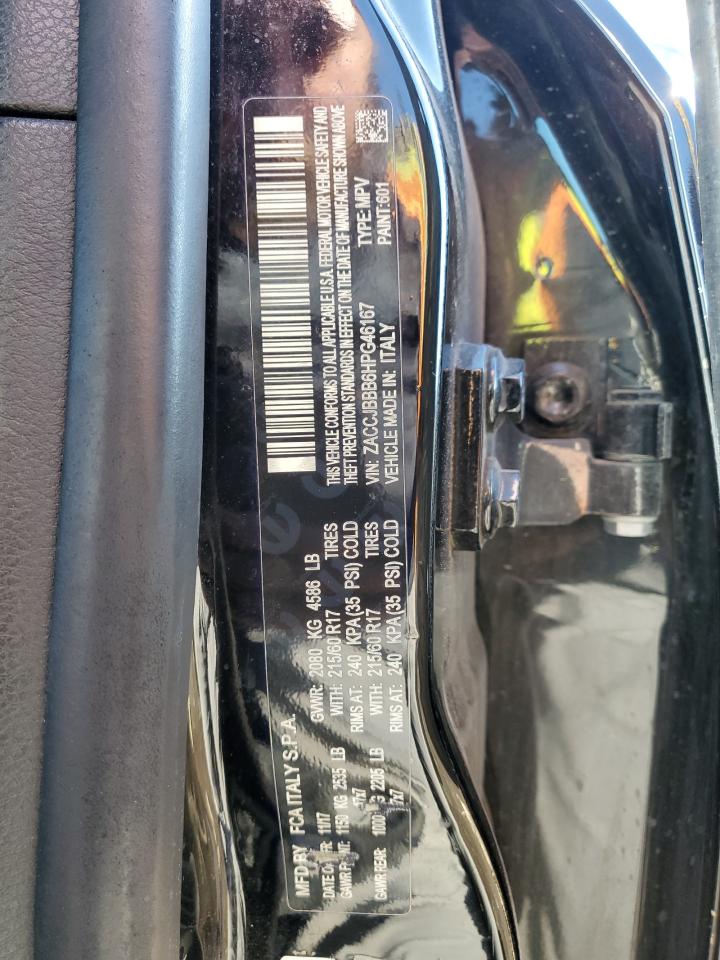 MFD BY FCA ITALY S.P.A.
DATE OF MFR: 11/17 GVWR: 2080 KG 4586 LB
GAWR FRONT: 1150 KG 2535 LB WITH: 215/60 R17 TIRES
17x7 RIMS AT: 240 KPA(35 PSI) COLD
GAWR REAR: 1000 KG 2205 LB WITH: 215/60 R17 TIRES
17x7 RIMS AT: 240 KPA(35 PSI) COLD
THIS VEHICLE CONFORMS TO ALL APPLICABLE U.S.A. FEDERAL MOTOR VEHICLE SAFETY AND
THEFT PREVENTION STANDARDS IN EFFECT ON THE DATE OF MANUFACTURE SHOWN ABOVE
VIN: ZACCJBBB6HPG46167 TYPE:MPV
VEHICLE MADE IN: ITALY PAINT:601